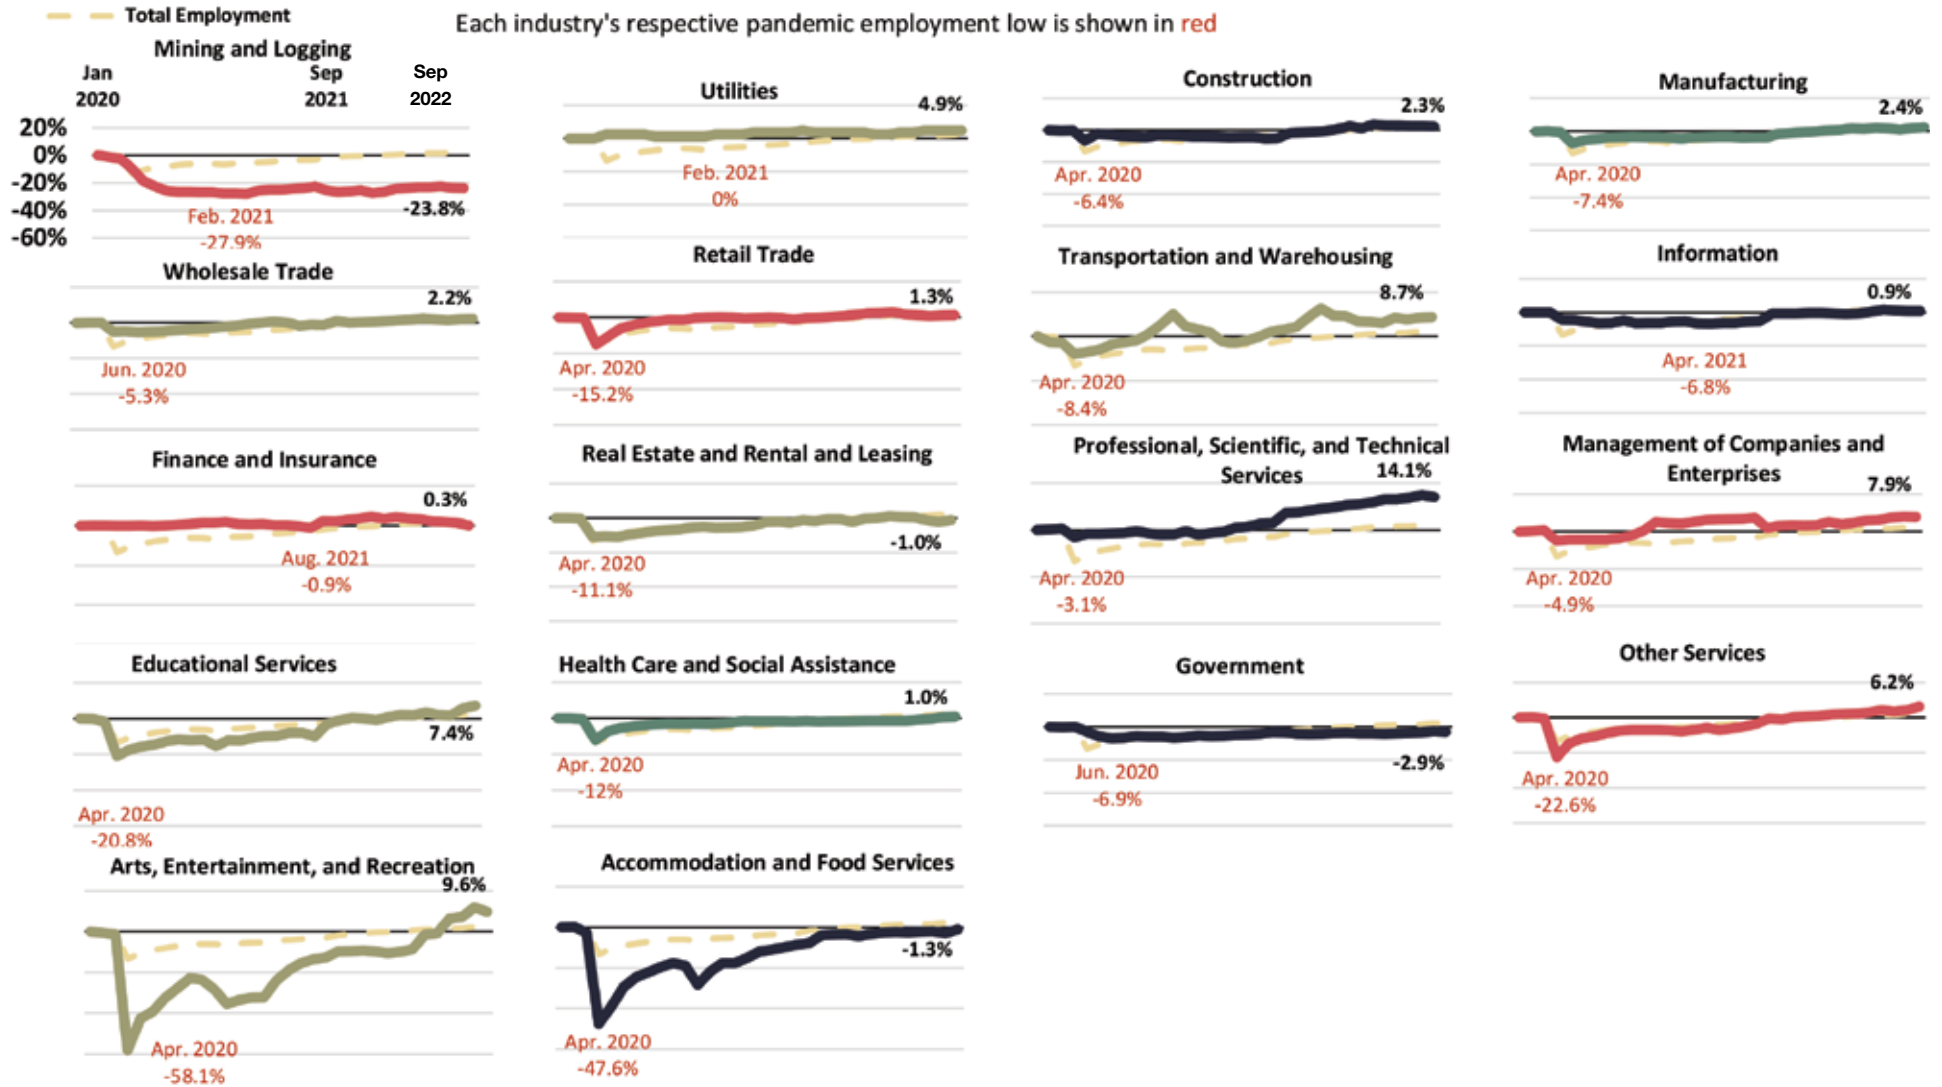 Total Employment
Each industry's respective pandemic employment low is shown in red
Mining and Logging
Jan
2020
Sep
2021
Sep
2022
20%
0%
-20%
-40%
-60%
Feb. 2021
-27.9%
-23.8%
Utilities
4.9%
Feb. 2021
0%
Construction
2.3%
Apr. 2020
-6.4%
Manufacturing
2.4%
Apr. 2020
-7.4%
Wholesale Trade
2.2%
Jun. 2020
-5.3%
Retail Trade
1.3%
Apr. 2020
-15.2%
Transportation and Warehousing
8.7%
Apr. 2020
-8.4%
Information
0.9%
Apr. 2021
-6.8%
Finance and Insurance
0.3%
Aug. 2021
-0.9%
Real Estate and Rental and Leasing
-1.0%
Apr. 2020
-11.1%
Professional, Scientific, and Technical
Services
14.1%
Apr. 2020
-3.1%
Management of Companies and
Enterprises
7.9%
Apr. 2020
-4.9%
Educational Services
7.4%
Apr. 2020
-20.8%
Health Care and Social Assistance
1.0%
Apr. 2020
-12%
Government
-2.9%
Jun. 2020
-6.9%
Other Services
6.2%
Apr. 2020
-22.6%
Arts, Entertainment, and Recreation
9.6%
Apr. 2020
-58.1%
Accommodation and Food Services
-1.3%
Apr. 2020
-47.6%